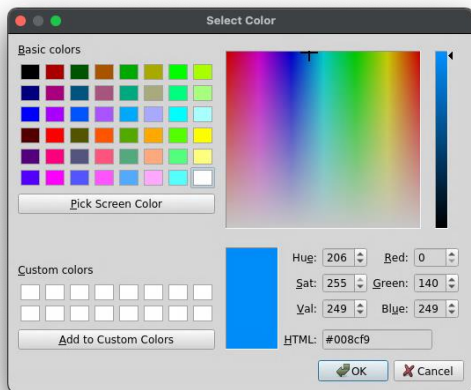 Select Color
Basic colors
Pick Screen Color
Custom colors
Add to Custom Colors
Hue: 206 Red: 0
Sat: 255 Green: 140
Val: 249 Blue: 249
HTML: #008cf9
OK Cancel